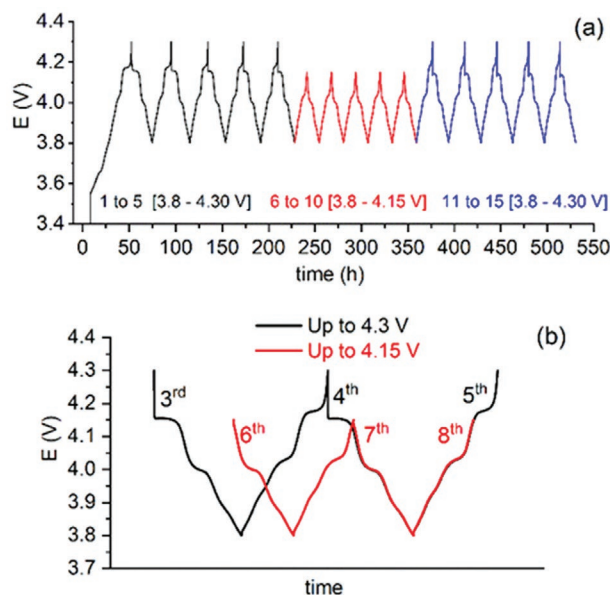 (a)
E (V)
4.4
4.2
4.0
3.8
3.6
3.4
1 to 5 [3.8 - 4.30 V] 6 to 10 [3.8 - 4.15 V] 11 to 15 [3.8 - 4.30 V]
0 50 100 150 200 250 300 350 400 450 500 550
time (h)
(b)
Up to 4.3 V
Up to 4.15 V
E (V)
4.4
4.3
4.2
4.1
4.0
3.9
3.8
3.7
3rd 4th 5th
6th 7th 8th
time